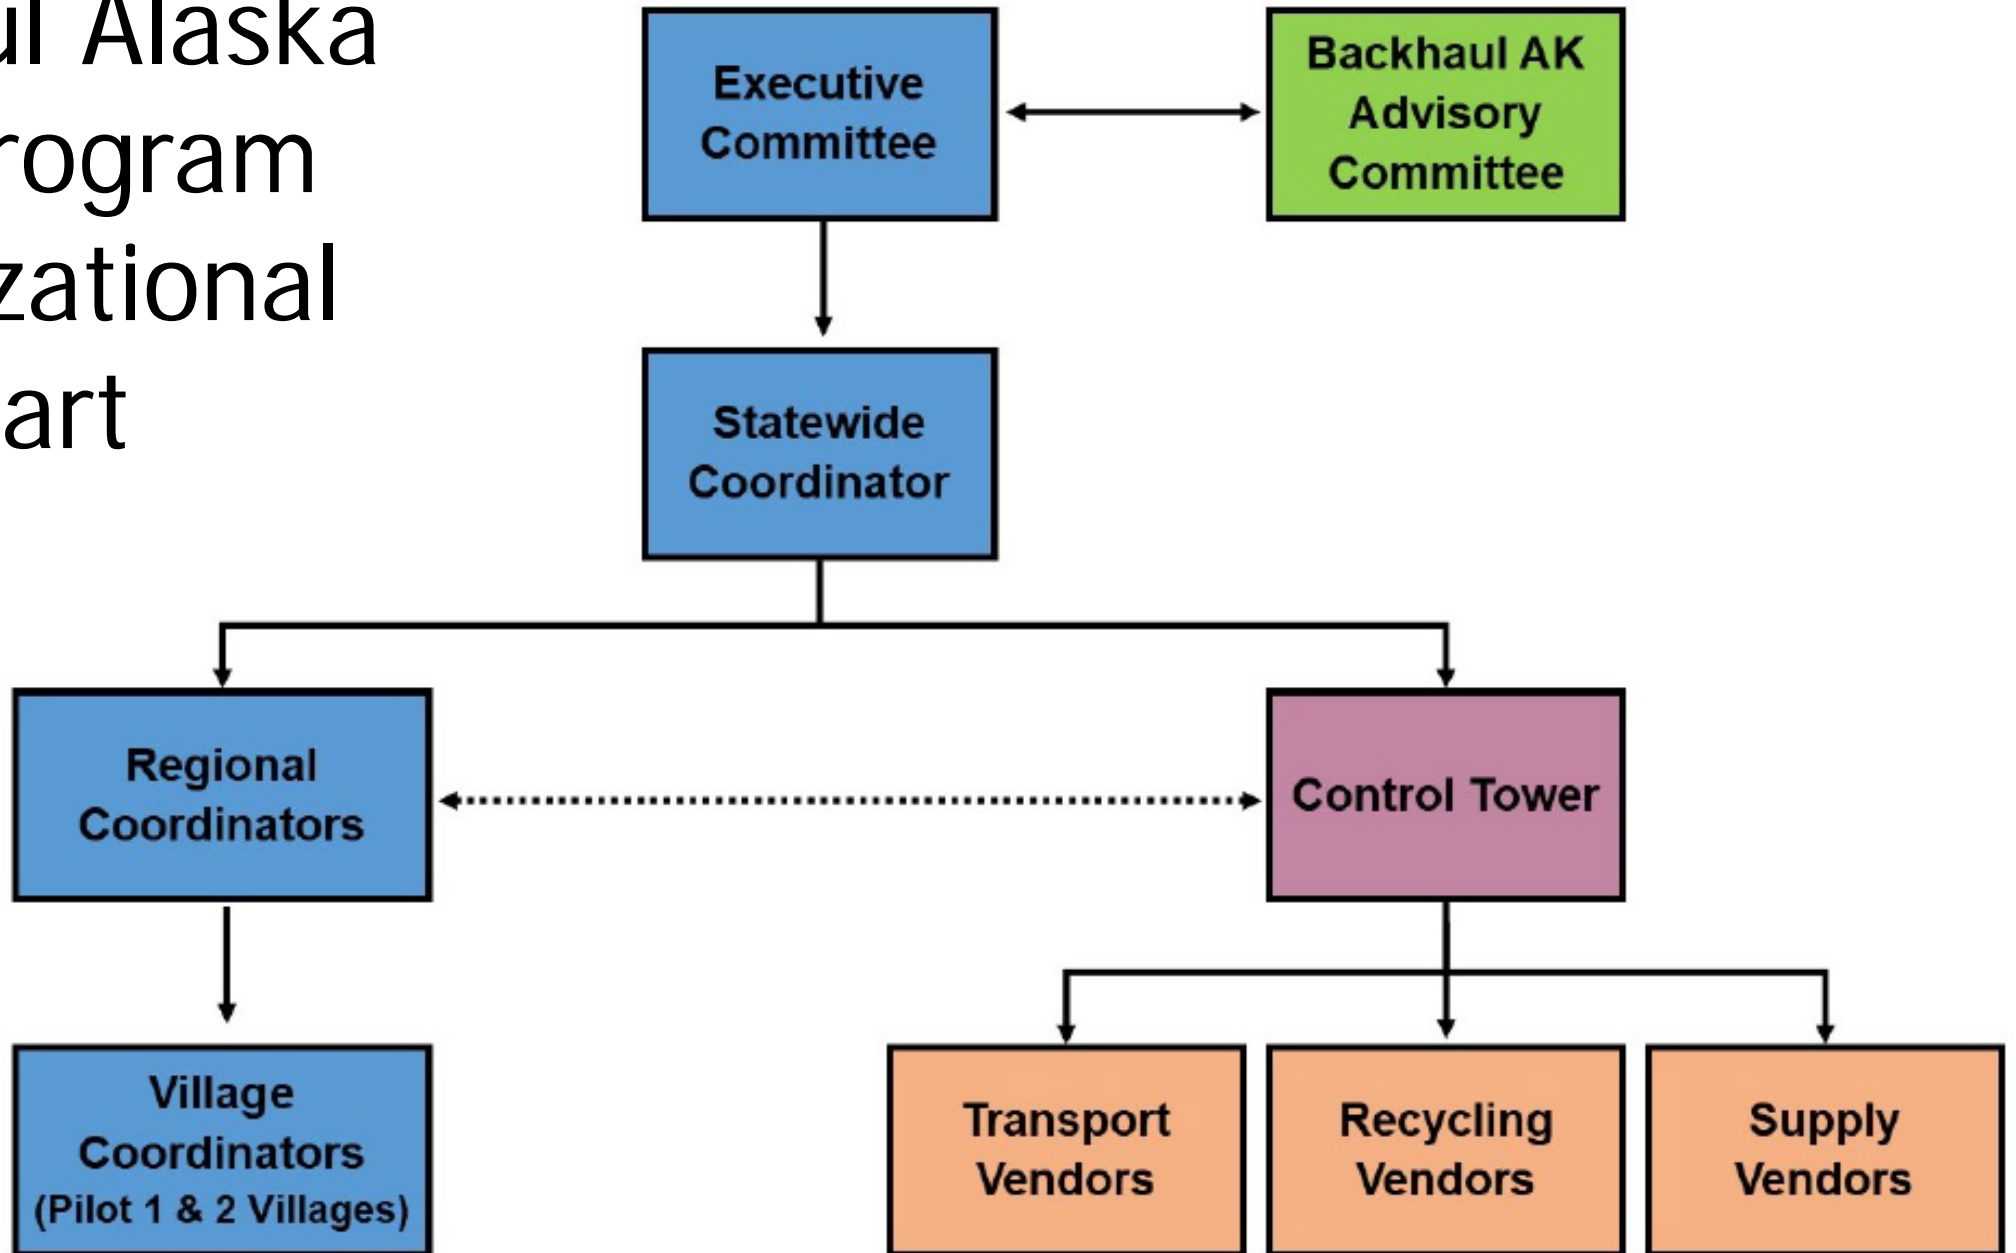 ul Alaska
rogram
zational
art
Executive
Committee
Backhaul AK
Advisory
Committee
Statewide
Coordinator
Regional
Coordinators
Control Tower
Village
Coordinators
(Pilot 1 & 2 Villages)
Transport
Vendors
Recycling
Vendors
Supply
Vendors